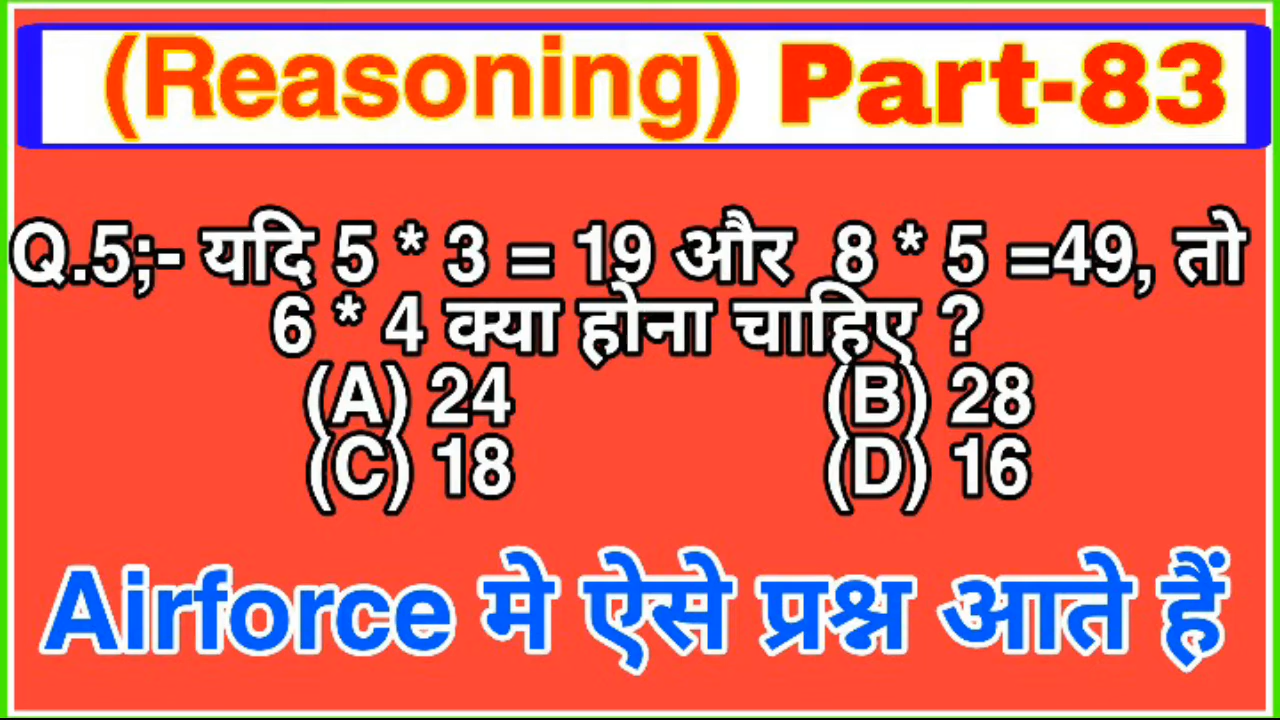 (Reasoning) Part-83
Q.5;- यदि 5 * 3 = 19 और 8 * 5 =49, तो
6 * 4 क्या होना चाहिए ?
(A) 24 (B) 28
(C) 18 (D) 16
Airforce मे ऐसे प्रश्न आते हैं